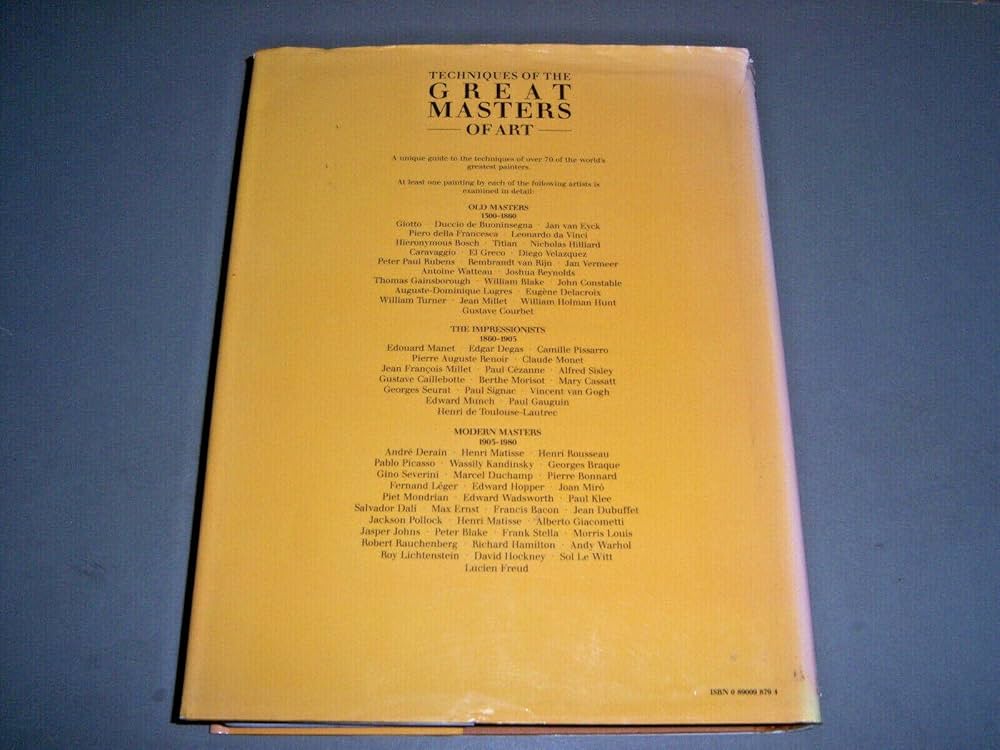 TECHNIQUES OF THE
GREAT
MASTERS
OF ART
A unique guide to the techniques of over 70 of the world's
greatest painters.
At least one painting by each of the following artists is
examined in detail:
OLD MASTERS
1300–1860
Giotto · Duccio de Buoninsegna · Jan van Eyck
Piero della Francesca · Leonardo da Vinci
Hieronymous Bosch · Titian · Nicholas Hilliard
Caravaggio · El Greco · Diego Velazquez
Peter Paul Rubens · Rembrandt van Rijn · Jan Vermeer
Antoine Watteau · Joshua Reynolds
Thomas Gainsborough · William Blake · John Constable
Auguste-Dominique Lugres · Eugène Delacroix
William Turner · Jean Millet · William Holman Hunt
Gustave Courbet
THE IMPRESSIONISTS
1860–1905
Edouard Manet · Edgar Degas · Camille Pissarro
Pierre Auguste Renoir · Claude Monet
Jean François Millet · Paul Cézanne · Alfred Sisley
Gustave Caillebotte · Berthe Morisot · Mary Cassatt
Georges Seurat · Paul Signac · Vincent van Gogh
Edward Munch · Paul Gauguin
Henri de Toulouse-Lautrec
MODERN MASTERS
1905–1980
André Derain · Henri Matisse · Henri Rousseau
Pablo Picasso · Wassily Kandinsky · Georges Braque
Gino Severini · Marcel Duchamp · Pierre Bonnard
Fernand Léger · Edward Hopper · Joan Miró
Piet Mondrian · Edward Wadsworth · Paul Klee
Salvador Dali · Max Ernst · Francis Bacon · Jean Dubuffet
Jackson Pollock · Henri Matisse · Alberto Giacometti
Jasper Johns · Peter Blake · Frank Stella · Morris Louis
Robert Rauchenberg · Richard Hamilton · Andy Warhol
Roy Lichtenstein · David Hockney · Sol Le Witt
Lucien Freud
ISBN 0 89009 879 4